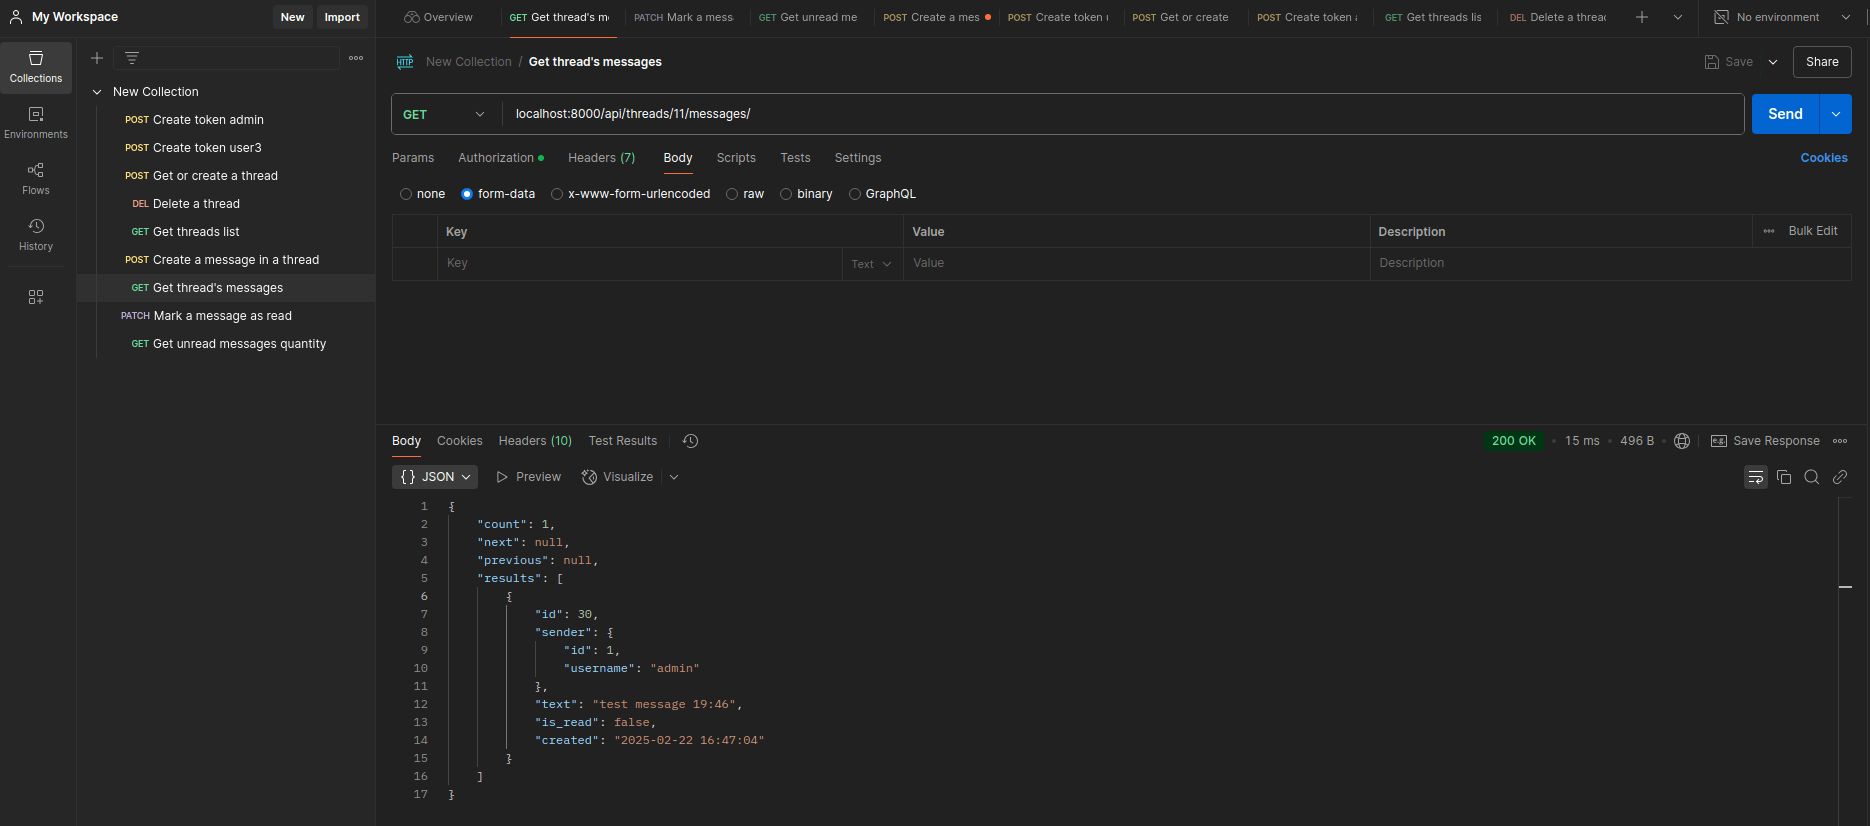 My Workspace
New
Import
Overview
GET Get thread's m
PATCH Mark a mess
GET Get unread me
POST Create a mes
POST Create token
POST Get or create
POST Create token
GET Get threads lis
DEL Delete a thread
No environment
Collections
Environments
Flows
History
New Collection
POST Create token admin
POST Create token user3
POST Get or create a thread
DEL Delete a thread
GET Get threads list
POST Create a message in a thread
GET Get thread's messages
PATCH Mark a message as read
GET Get unread messages quantity
HTTP New Collection / Get thread's messages
Save
Share
GET localhost:8000/api/threads/11/messages/
Send
Params Authorization Headers (7) Body Scripts Tests Settings
Cookies
none form-data x-www-form-urlencoded raw binary GraphQL
Key Value Description ... Bulk Edit
Key Text Value Description
Body Cookies Headers (10) Test Results
200 OK • 15 ms • 496 B • e.g. Save Response
{} JSON Preview Visualize
1 {
2 "count": 1,
3 "next": null,
4 "previous": null,
5 "results": [
6 {
7 "id": 30,
8 "sender": {
9 "id": 1,
10 "username": "admin"
11 },
12 "text": "test message 19:46",
13 "is_read": false,
14 "created": "2025-02-22 16:47:04"
15 }
16 ]
17 }